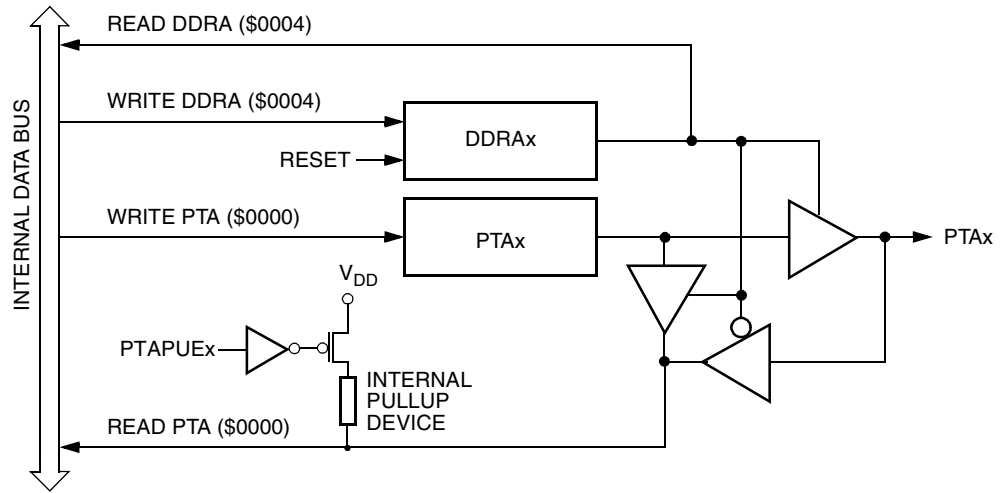 READ DDRA ($0004)
WRITE DDRA ($0004)
DDRAx
RESET
INTERNAL DATA BUS
WRITE PTA ($0000)
PTAx
PTAx
VDD
PTAPUEx
INTERNAL
PULLUP
DEVICE
READ PTA ($0000)